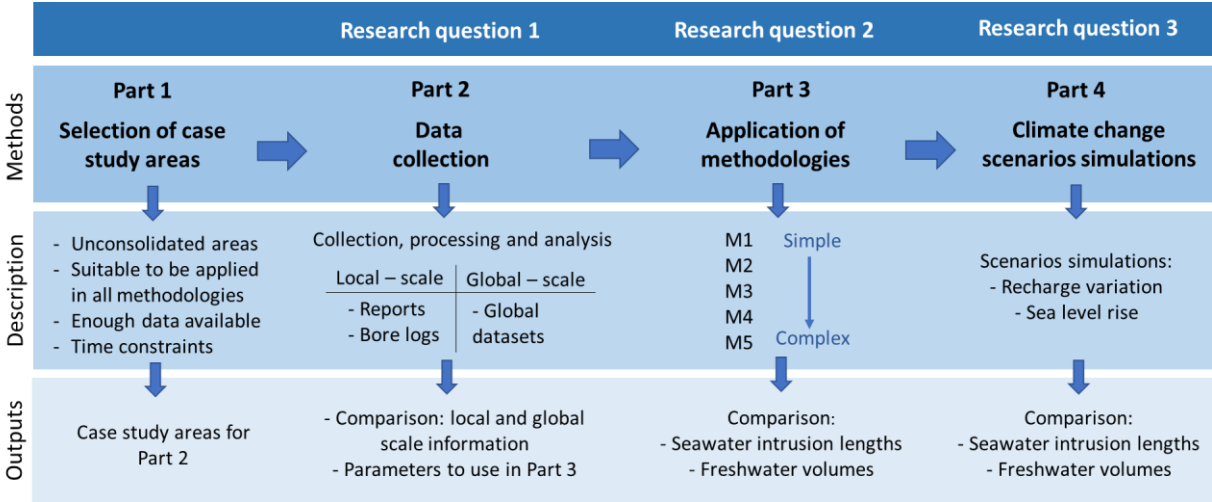 Research question 1
Research question 2
Research question 3
Methods
Part 1
Selection of case
study areas
Part 2
Data
collection
Part 3
Application of
methodologies
Part 4
Climate change
scenarios simulations
Description
- Unconsolidated areas
- Suitable to be applied
in all methodologies
- Enough data available
- Time constraints
Collection, processing and analysis
Local – scale
- Reports
- Bore logs
Global – scale
- Global
datasets
M1
M2
M3
M4
M5
Simple
Complex
Scenarios simulations:
- Recharge variation
- Sea level rise
Outputs
Case study areas for
Part 2
- Comparison: local and global
scale information
- Parameters to use in Part 3
Comparison:
- Seawater intrusion lengths
- Freshwater volumes
Comparison:
- Seawater intrusion lengths
- Freshwater volumes